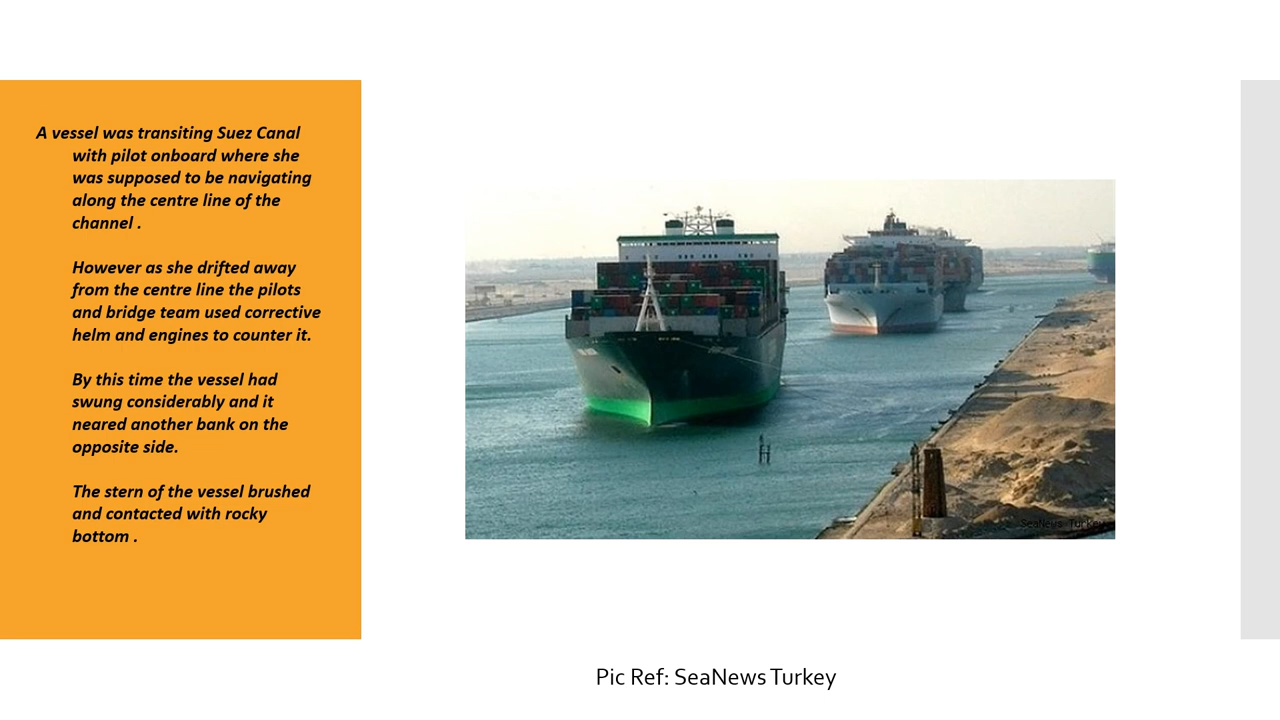 A vessel was transiting Suez Canal
with pilot onboard where she
was supposed to be navigating
along the centre line of the
channel .
However as she drifted away
from the centre line the pilots
and bridge team used corrective
helm and engines to counter it.
By this time the vessel had
swung considerably and it
neared another bank on the
opposite side.
The stern of the vessel brushed
and contacted with rocky
bottom .
SeaNews Turkey
Pic Ref: SeaNews Turkey